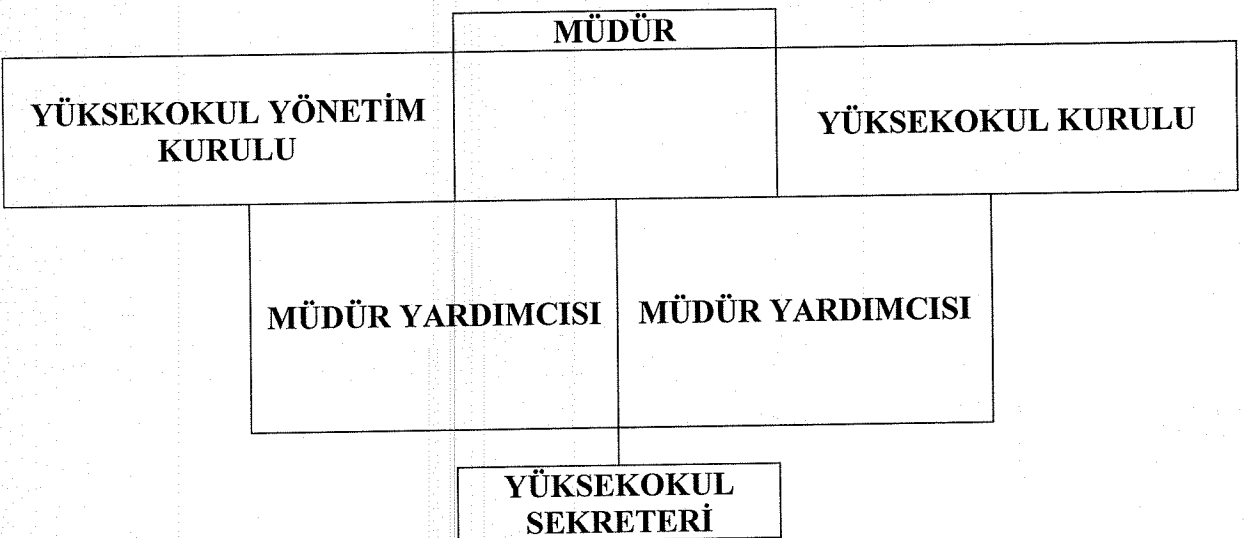 MÜDÜR
YÜKSEKOKUL YÖNETİM
KURULU
YÜKSEKOKUL KURULU
MÜDÜR YARDIMCISI
MÜDÜR YARDIMCISI
YÜKSEKOKUL
SEKRETERİ